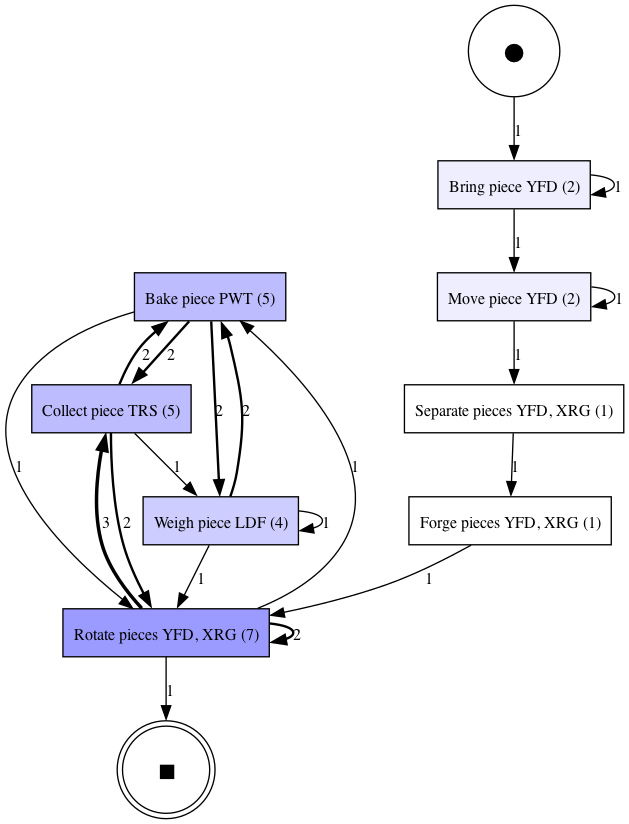 1
Bring piece YFD (2)
1
1
Bake piece PWT (5)
Move piece YFD (2)
1
2
2
1
Collect piece TRS (5)
2
2
Separate pieces YFD, XRG (1)
1
1
1
1
3
2
Weigh piece LDF (4)
1
Forge pieces YFD, XRG (1)
1
1
Rotate pieces YFD, XRG (7)
2
1